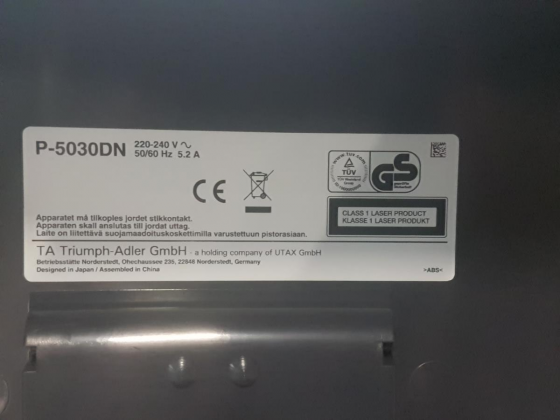 P-5030DN
220-240 V ~
50/60 Hz 5.2 A
www.tuv.com
TÜV
GS
CLASS 1 LASER PRODUCT
KLASSE 1 LASER PRODUKT
Apparatet må tilkoples jordet stikkontakt.
Apparaten skall anslutas till jordat uttag.
Laite on liitettävä suojamaadoituskoskettimilla varustettuun pistorasiaan.
TA Triumph-Adler GmbH - a holding company of UTAX GmbH
Betriebsstätte Norderstedt, Ohechaussee 235, 22848 Norderstedt, Germany
Designed in Japan / Assembled in China
>ABS<